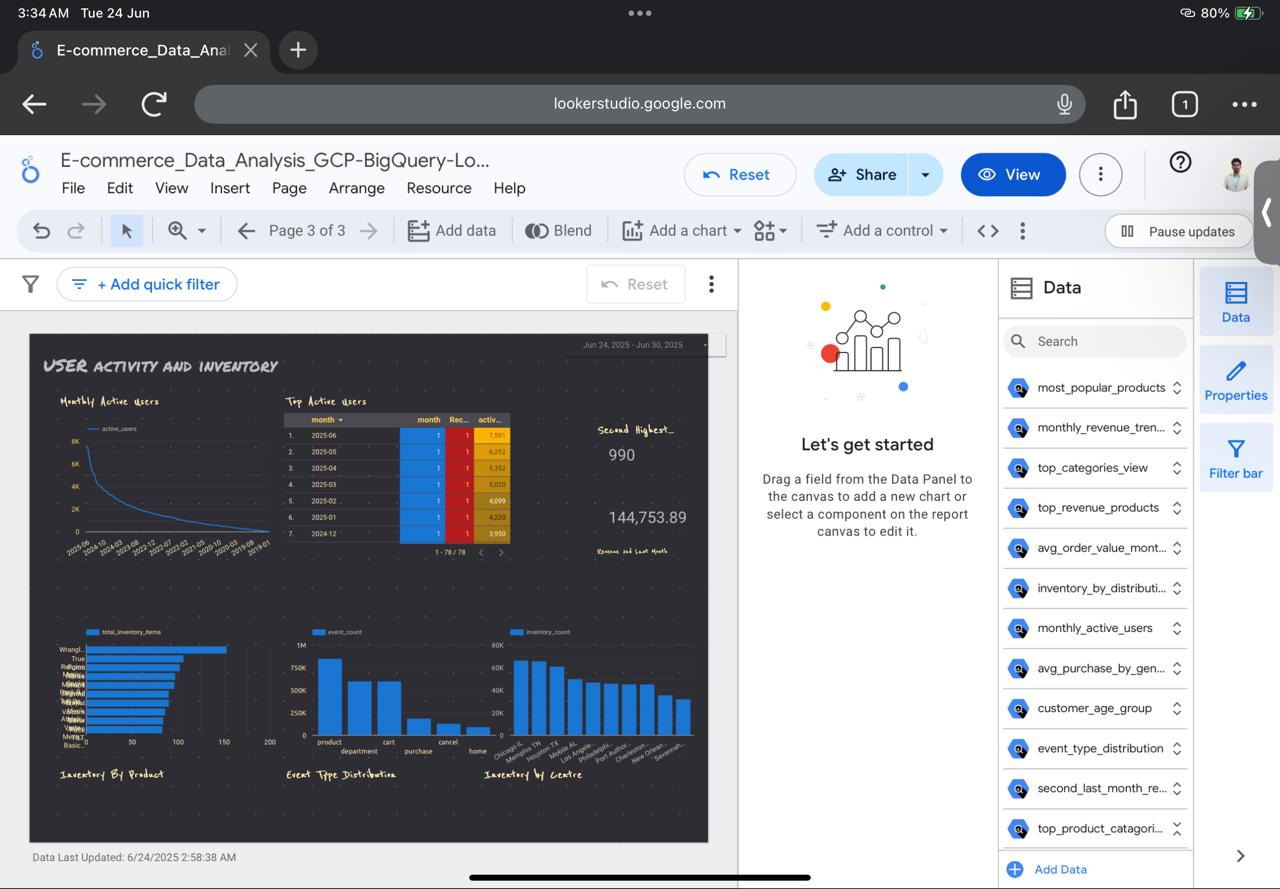 3:34 AM Tue 24 Jun
80%
E-commerce_Data_Anal
lookerstudio.google.com
1
E-commerce_Data_Analysis_GCP-BigQuery-Lo...
File Edit View Insert Page Arrange Resource Help
Reset
Share
View
Page 3 of 3
Add data
Blend
Add a chart
Add a control
Pause updates
+ Add quick filter
Reset
Jun 24, 2025 - Jun 30, 2025
USER ACTIVITY AND INVENTORY
Monthly Active Users
active_users
8K
6K
4K
2K
0
2025-06 2024-10 2024-03 2023-08 2022-12 2022-07 2022-02 2021-05 2020-10 2020-03 2019-08 2019-01
Top Active Users
month month Rec... activ...
1. 2025-06 1 1 7,591
2. 2025-05 1 1 6,252
3. 2025-04 1 1 5,352
4. 2025-03 1 1 5,020
5. 2025-02 1 1 4,099
6. 2025-01 1 1 4,220
7. 2024-12 1 1 3,950
1 - 78 / 78
Second Highest...
990
144,753.89
Revenue 2nd Last Month
total_inventory_items
Wrangl...
True
Basic...
0 50 100 150 200
Inventory By Product
event_count
1M
750K
500K
250K
0
product department cart purchase cancel home
Event Type Distribution
inventory_count
80K
60K
40K
20K
0
Chicago IL Memphis TN Houston TX Mobile AL Los Angele... Philadelphi... Port Author... Charleston... New Orlean... Savannah...
Inventory by Centre
Data Last Updated: 6/24/2025 2:58:38 AM
Let's get started
Drag a field from the Data Panel to
the canvas to add a new chart or
select a component on the report
canvas to edit it.
Data
Search
most_popular_products
monthly_revenue_tren...
top_categories_view
top_revenue_products
avg_order_value_mont...
inventory_by_distributi...
monthly_active_users
avg_purchase_by_gen...
customer_age_group
event_type_distribution
second_last_month_re...
top_product_catagori...
Add Data
Data
Properties
Filter bar